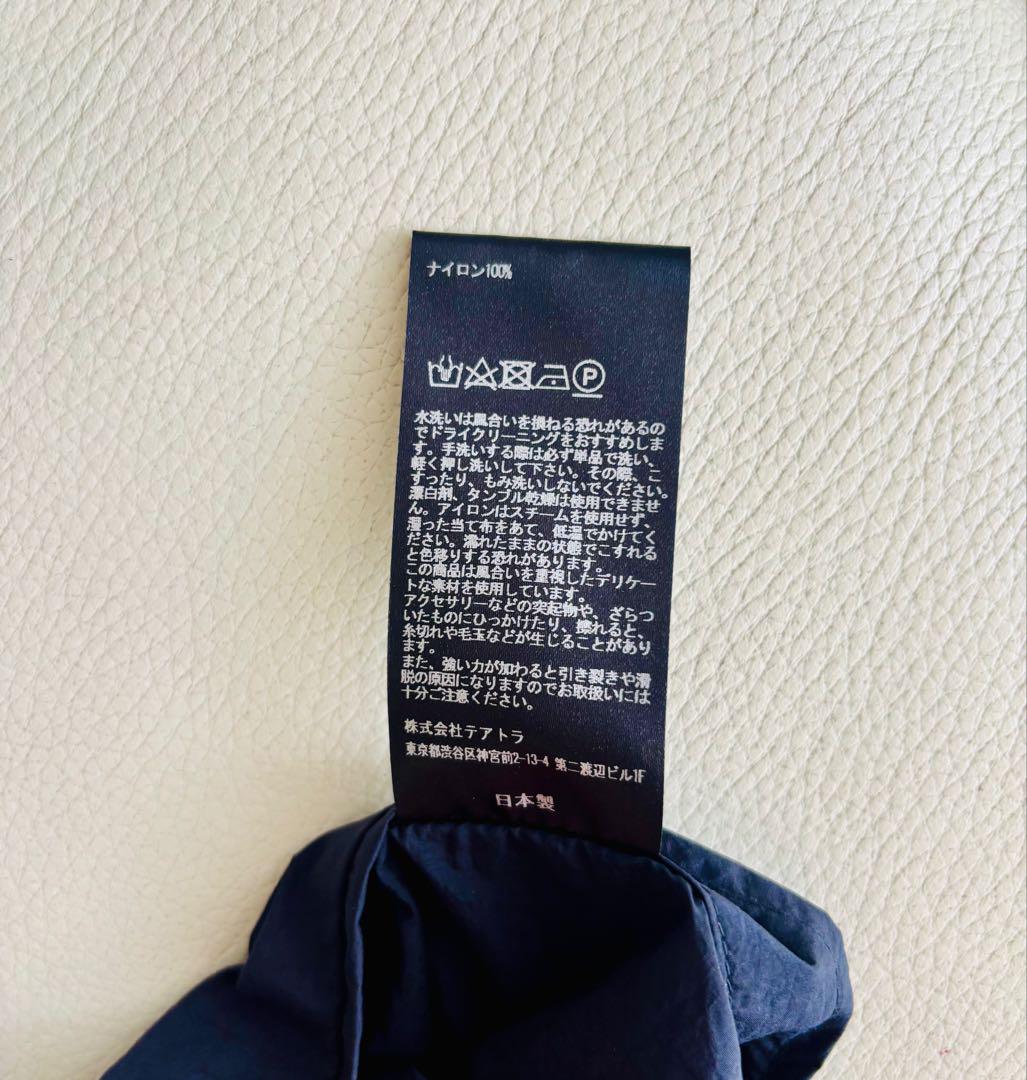 ナイロン100%
P
水洗いは風合いを損ねる恐れがあるの
でドライクリーニングをおすすめしま
す。手洗いする際は必ず単品で洗い、
軽く押し洗いして下さい。その際、こ
すったり、もみ洗いしないでください。
漂白剤、タンブル乾燥は使用できませ
ん。アイロンはスチームを使用せず、
湿った当て布をあて、低温でかけてく
ださい。濡れたままの状態でこすれる
と色移りする恐れがあります。
この商品は風合いを重視したデリケー
トな素材を使用しています。
アクセサリーなどの突起物や、ざらつ
いたものにひっかけたり、擦れると、
糸切れや毛玉などが生じることがあり
ます。
また、強い力が加わると引き裂きや滑
脱の原因になりますのでお取扱いには
十分ご注意ください。
株式会社テアトラ
東京都渋谷区神宮前2-13-4 第二渡辺ビル1F
日本製